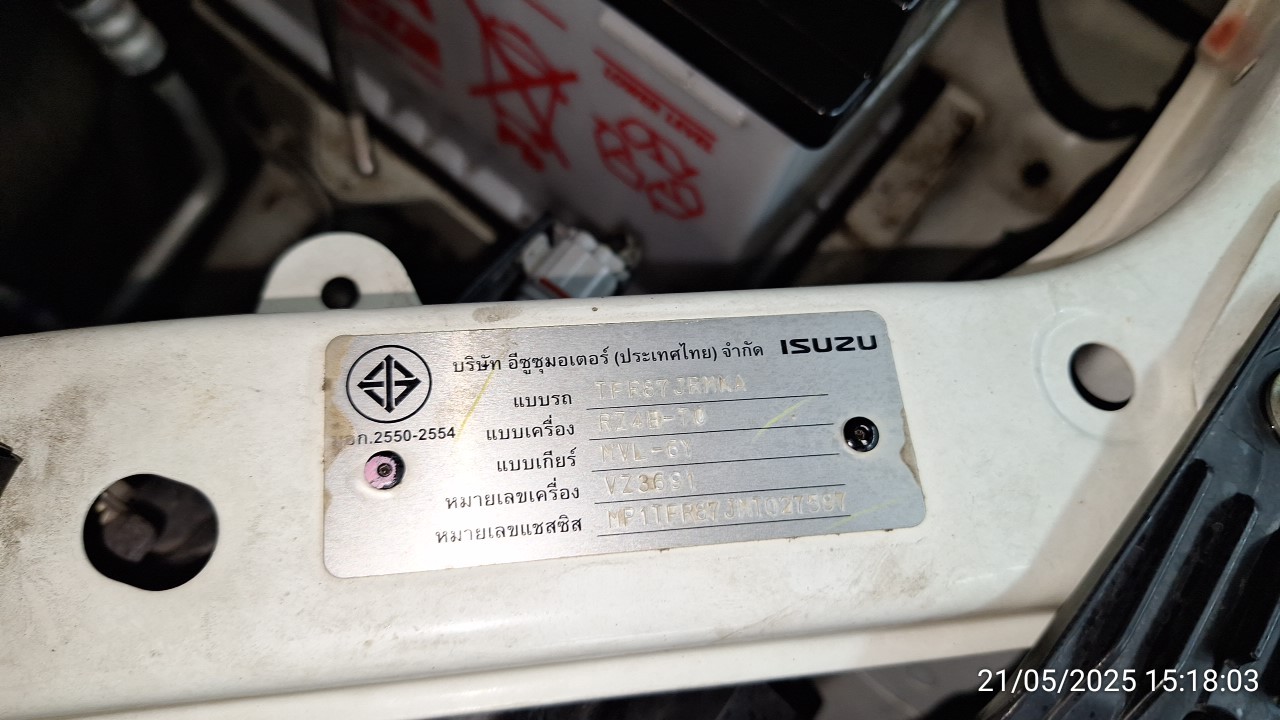 บริษัท อีซูซุมอเตอร์ (ประเทศไทย) จำกัด ISUZU
มอก.2550-2554
แบบรถ TFR87JRMKA
แบบเครื่อง RZ4E-T0
แบบเกียร์ MVL-6Y
หมายเลขเครื่อง VZ3691
หมายเลขแชสซิส MP1TFR87JMT027587
21/05/2025 15:18:03